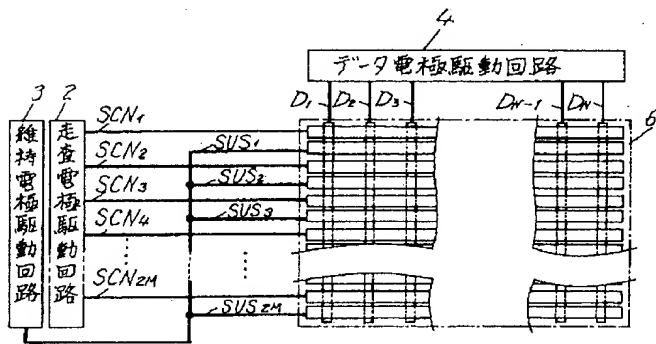 4
データ電極駆動回路
D1 D2 D3 DN-1 DN
6
3
維持電極駆動回路
2
走査電極駆動回路
SCN1
SUS1
SCN2
SUS2
SCN3
SUS3
SCN4
SCN2M
SUS2M